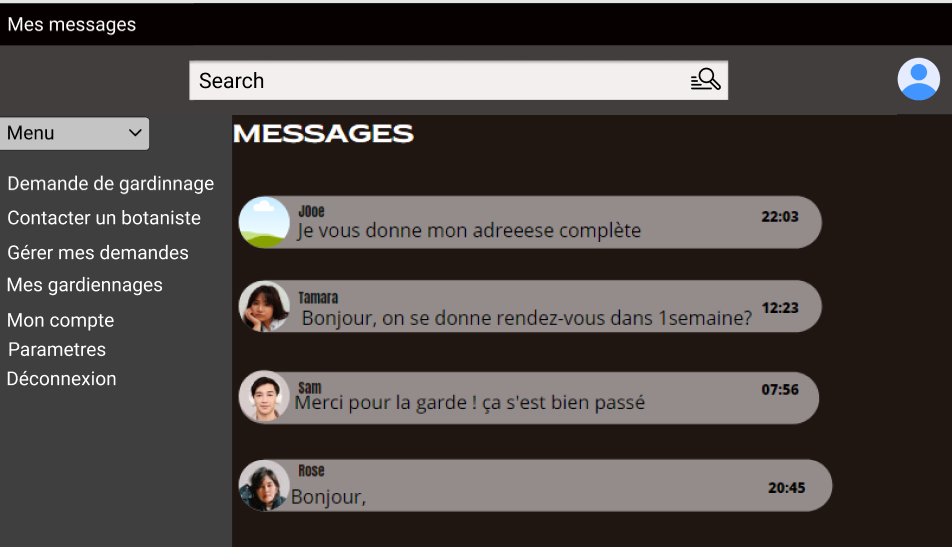 Mes messages
Search
Menu
Demande de gardinnage
Contacter un botaniste
Gérer mes demandes
Mes gardiennages
Mon compte
Parametres
Déconnexion
MESSAGES
J0oe
Je vous donne mon adreeese complète
22:03
Tamara
Bonjour, on se donne rendez-vous dans 1semaine?
12:23
Sam
Merci pour la garde ! ça s'est bien passé
07:56
Rose
Bonjour,
20:45